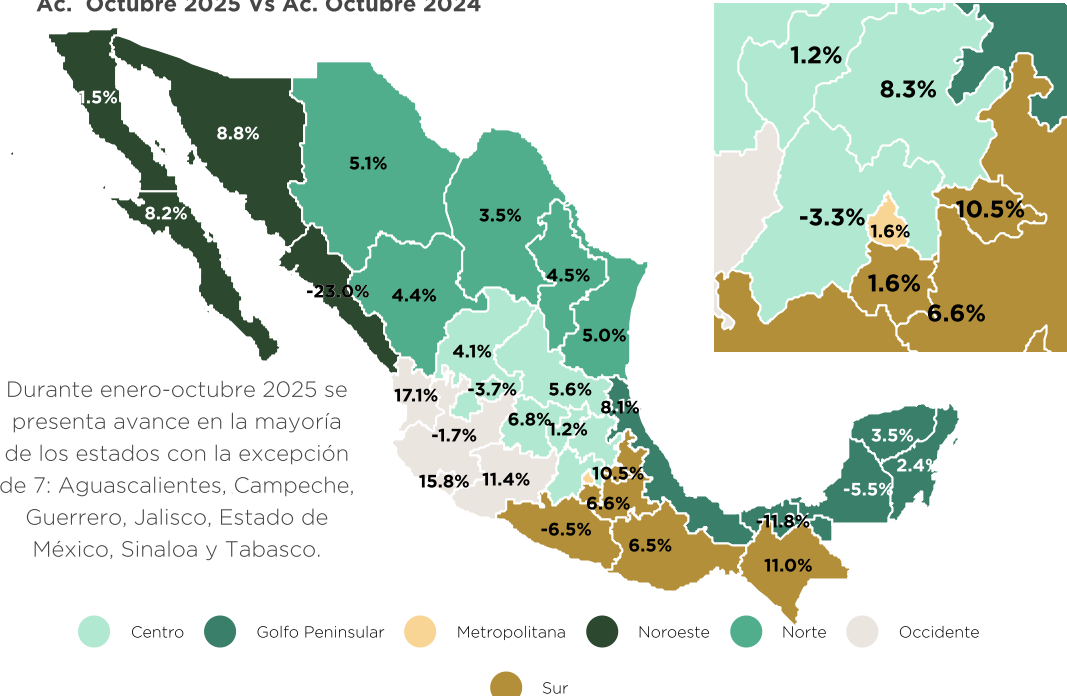 Ac. Octubre 2025 Vs Ac. Octubre 2024
1.2%
8.3%
-3.3%
1.6%
10.5%
1.6%
6.6%
1.5%
8.8%
8.2%
-23.0%
5.1%
3.5%
4.5%
4.4%
5.0%
4.1%
-3.7%
5.6%
17.1%
8.1%
6.8%
1.2%
-1.7%
15.8%
11.4%
10.5%
6.6%
-6.5%
6.5%
-11.8%
11.0%
3.5%
2.4%
-5.5%
Durante enero-octubre 2025 se
presenta avance en la mayoría
de los estados con la excepción
de 7: Aguascalientes, Campeche,
Guerrero, Jalisco, Estado de
México, Sinaloa y Tabasco.
Centro
Golfo Peninsular
Metropolitana
Noroeste
Norte
Occidente
Sur